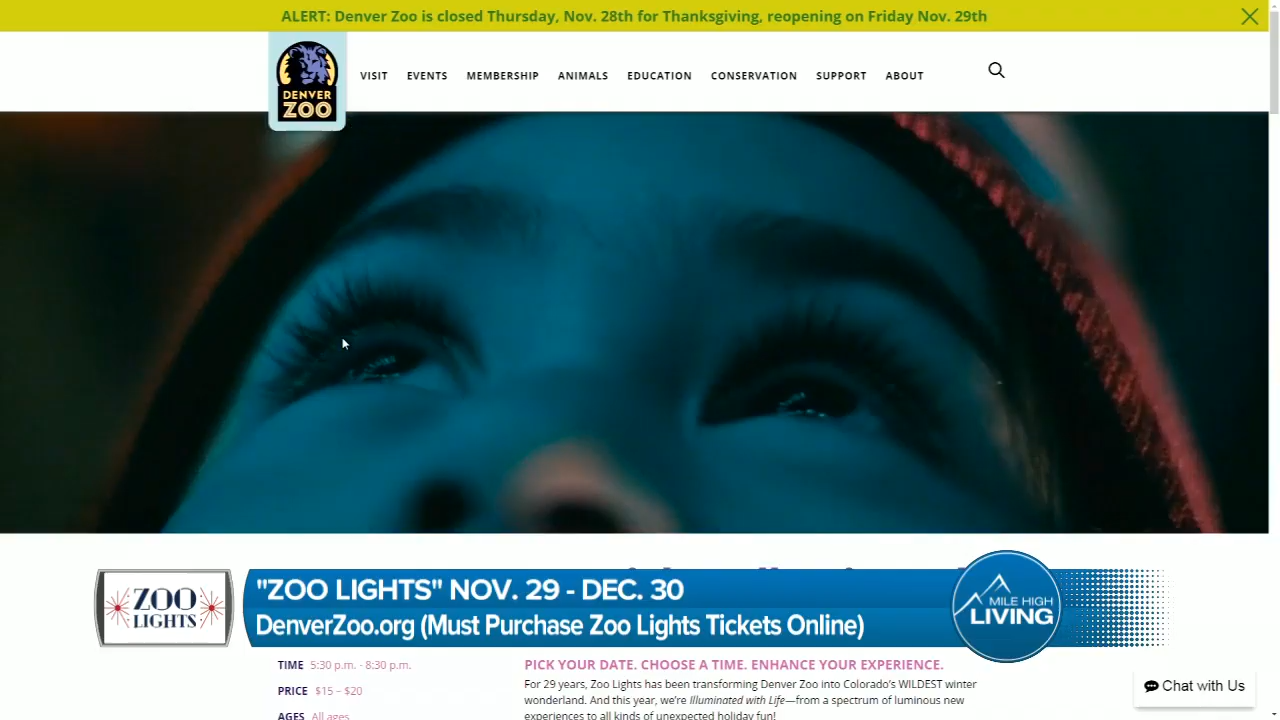 ALERT: Denver Zoo is closed Thursday, Nov. 28th for Thanksgiving, reopening on Friday Nov. 29th
DENVER
ZOO
VISIT EVENTS MEMBERSHIP ANIMALS EDUCATION CONSERVATION SUPPORT ABOUT
ZOO
LIGHTS
"ZOO LIGHTS" NOV. 29 - DEC. 30
DenverZoo.org (Must Purchase Zoo Lights Tickets Online)
MILE HIGH
LIVING
TIME 5:30 p.m. - 8:30 p.m.
PRICE $15 – $20
AGES All ages
PICK YOUR DATE. CHOOSE A TIME. ENHANCE YOUR EXPERIENCE.
For 29 years, Zoo Lights has been transforming Denver Zoo into Colorado's WILDEST winter
wonderland. And this year, we're Illuminated with Life—from a spectrum of luminous new
experiences to all kinds of unexpected holiday fun!
Chat with Us